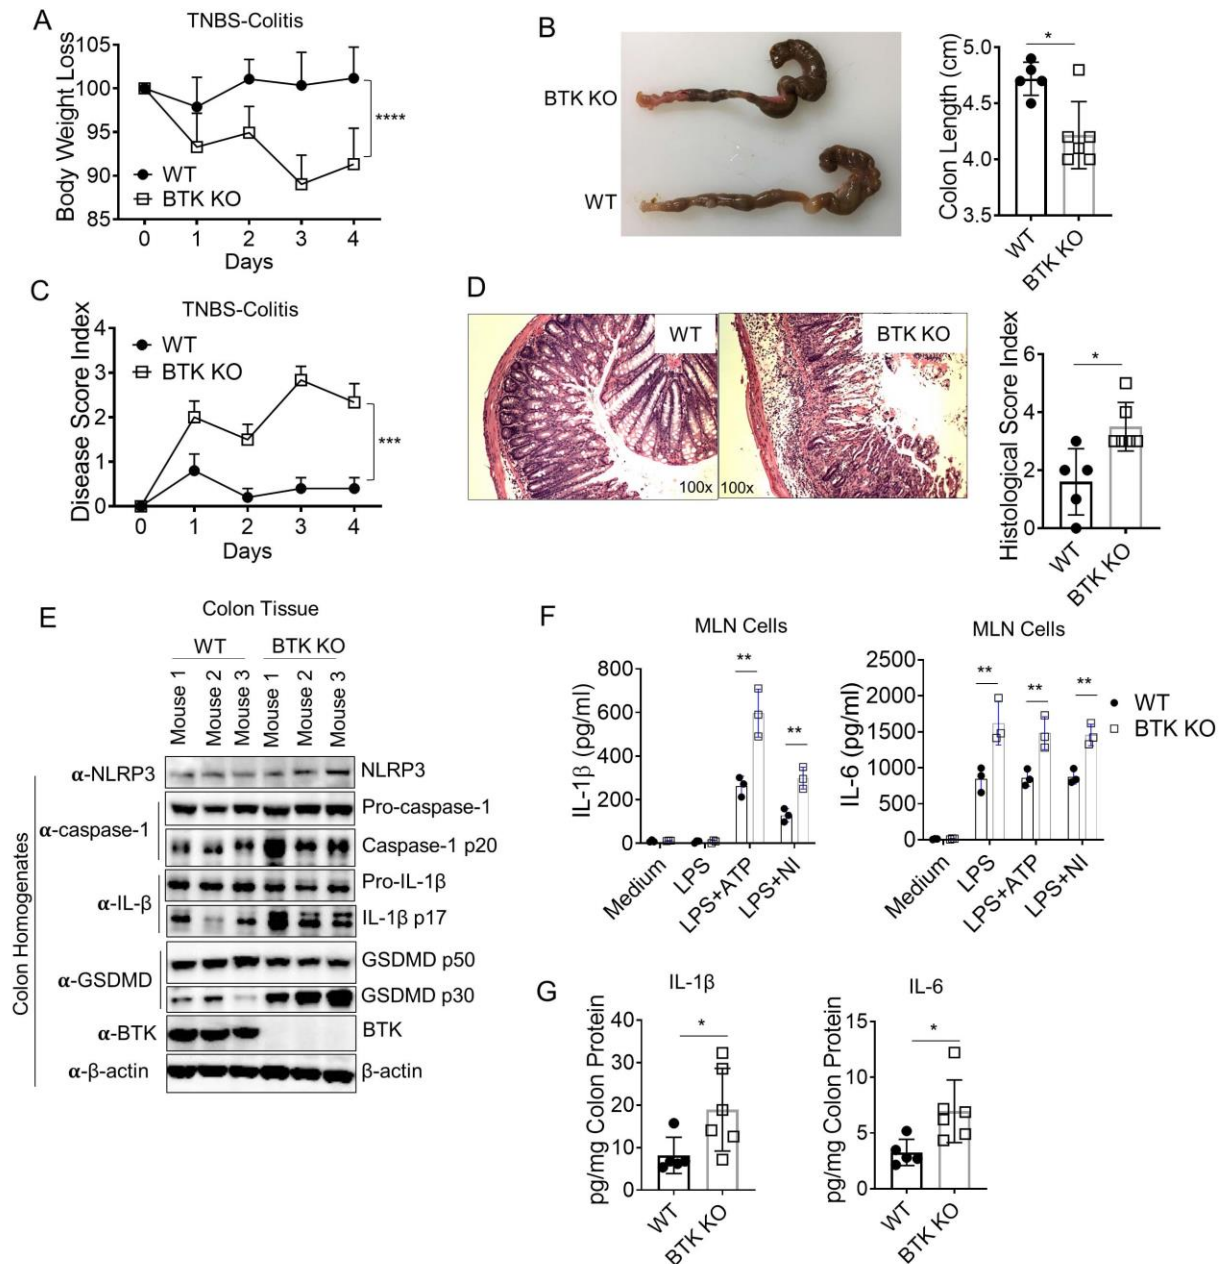 A
TNBS-Colitis
Body Weight Loss
105
100
95
90
85
WT
BTK KO
****
0 1 2 3 4
Days
B
BTK KO
WT
Colon Length (cm)
5.0
4.5
4.0
3.5
*
WT
BTK KO
C
TNBS-Colitis
Disease Score Index
4
3
2
1
0
WT
BTK KO
***
0 1 2 3 4
Days
D
WT
100x
BTK KO
100x
Histological Score Index
6
4
2
0
*
WT
BTK KO
E
Colon Tissue
WT BTK KO
Mouse 1 Mouse 2 Mouse 3 Mouse 1 Mouse 2 Mouse 3
Colon Homogenates
α-NLRP3 NLRP3
α-caspase-1 Pro-caspase-1
Caspase-1 p20
α-IL-β Pro-IL-1β
IL-1β p17
α-GSDMD GSDMD p50
GSDMD p30
α-BTK BTK
α-β-actin β-actin
F
MLN Cells
IL-1β (pg/ml)
800
600
400
200
0
**
**
Medium
LPS
LPS+ATP
LPS+NI
MLN Cells
IL-6 (pg/ml)
2500
2000
1500
1000
500
0
**
**
**
Medium
LPS
LPS+ATP
LPS+NI
WT
BTK KO
G
IL-1β
pg/mg Colon Protein
40
30
20
10
0
*
WT
BTK KO
IL-6
pg/mg Colon Protein
15
10
5
0
*
WT
BTK KO